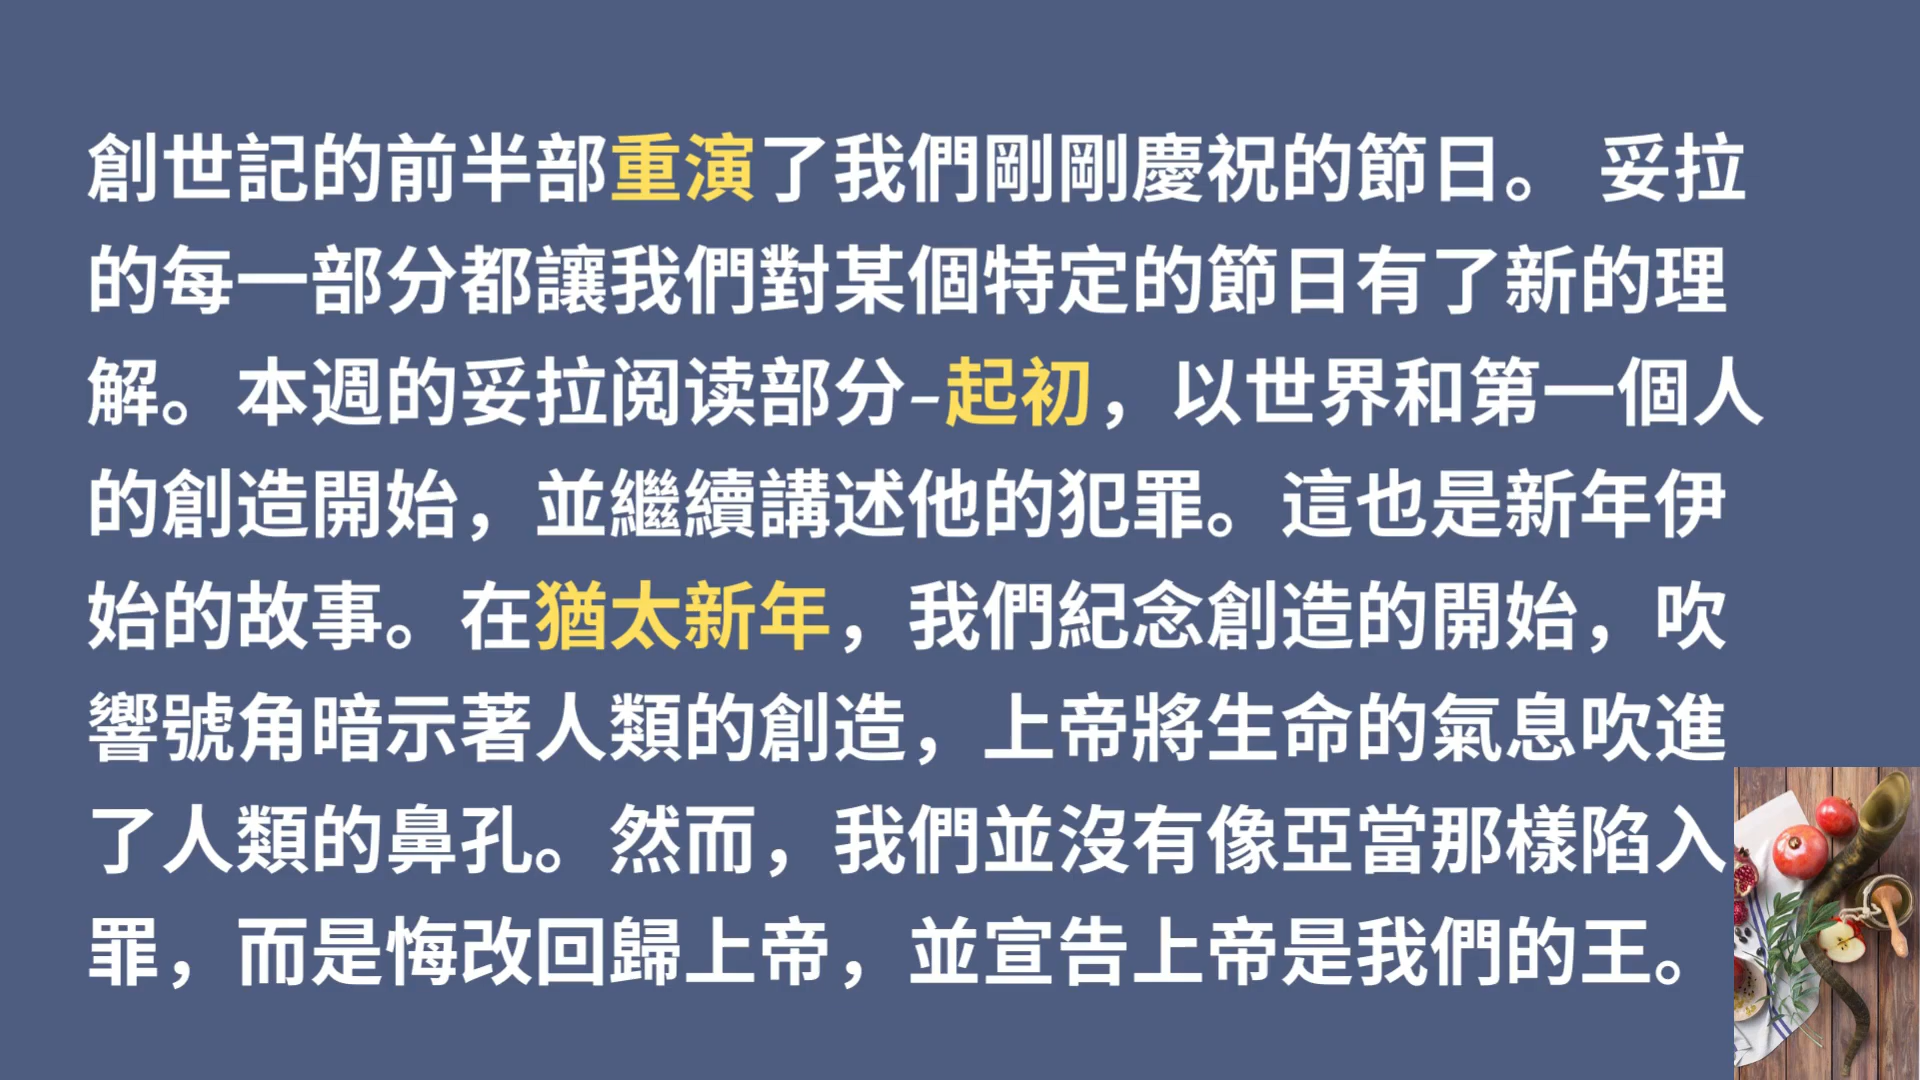 創世記的前半部重演了我們剛剛慶祝的節日。 妥拉
的每一部分都讓我們對某個特定的節日有了新的理
解。本週的妥拉阅读部分–起初，以世界和第一個人
的創造開始，並繼續講述他的犯罪。這也是新年伊
始的故事。在猶太新年，我們紀念創造的開始，吹
響號角暗示著人類的創造，上帝將生命的氣息吹進
了人類的鼻孔。然而，我們並沒有像亞當那樣陷入
罪，而是悔改回歸上帝，並宣告上帝是我們的王。